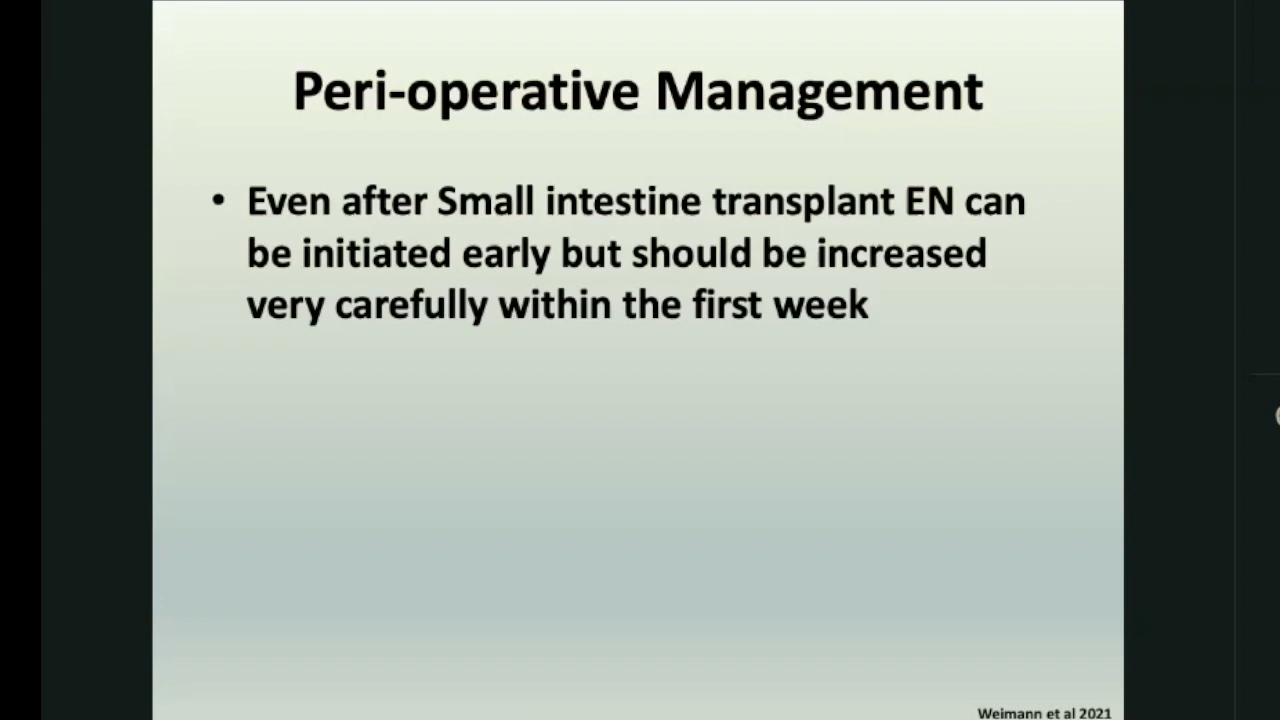 Peri-operative Management
• Even after Small intestine transplant EN can
be initiated early but should be increased
very carefully within the first week
Weimann et al 2021